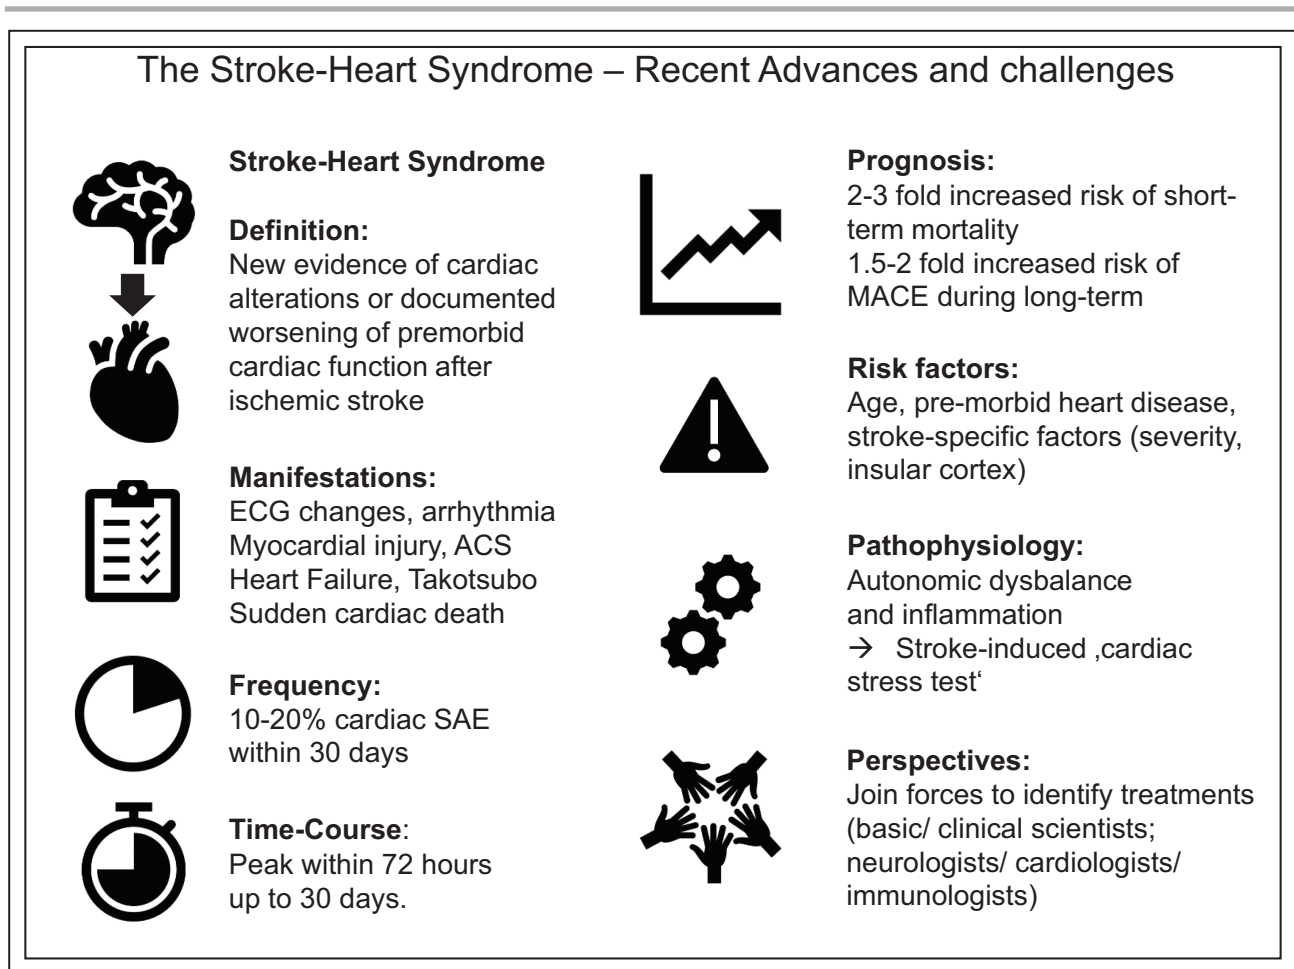 The Stroke-Heart Syndrome – Recent Advances and challenges
Stroke-Heart Syndrome
Definition:
New evidence of cardiac
alterations or documented
worsening of premorbid
cardiac function after
ischemic stroke
Manifestations:
ECG changes, arrhythmia
Myocardial injury, ACS
Heart Failure, Takotsubo
Sudden cardiac death
Frequency:
10-20% cardiac SAE
within 30 days
Time-Course:
Peak within 72 hours
up to 30 days.
Prognosis:
2-3 fold increased risk of short-
term mortality
1.5-2 fold increased risk of
MACE during long-term
Risk factors:
Age, pre-morbid heart disease,
stroke-specific factors (severity,
insular cortex)
Pathophysiology:
Autonomic dysbalance
and inflammation
→ Stroke-induced ‚cardiac
stress test‘
Perspectives:
Join forces to identify treatments
(basic/ clinical scientists;
neurologists/ cardiologists/
immunologists)